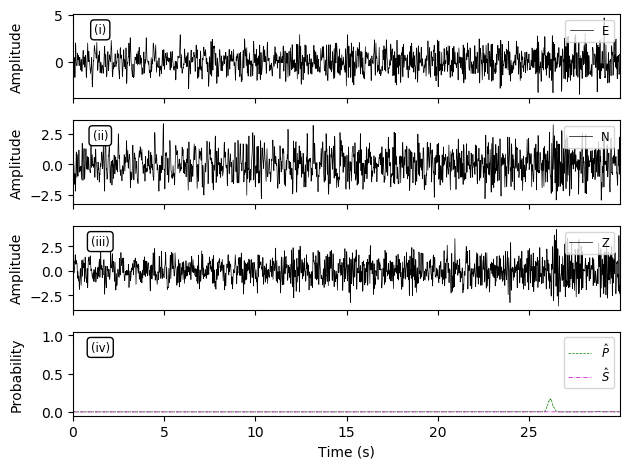 Amplitude
5
0
(i)
E
Amplitude
2.5
0.0
−2.5
(ii)
N
Amplitude
2.5
0.0
−2.5
(iii)
Z
Probability
1.0
0.5
0.0
(iv)
P̂
Ŝ
0 5 10 15 20 25
Time (s)